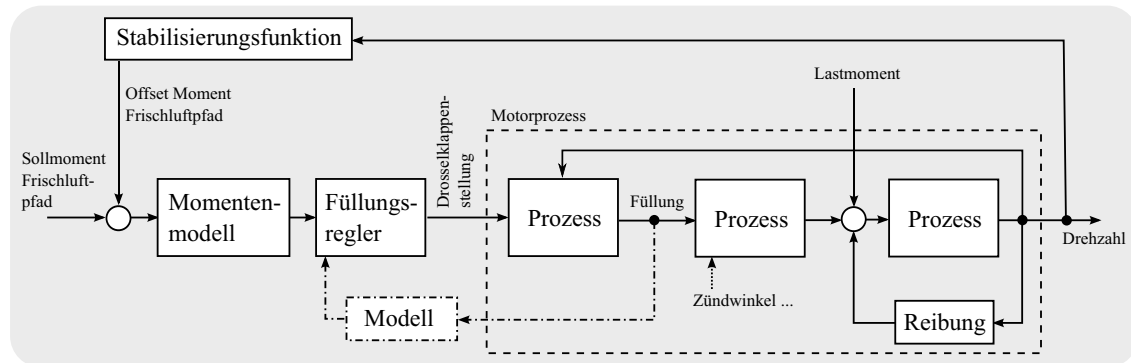 Stabilisierungsfunktion
Offset Moment
Frischluftpfad
Lastmoment
Sollmoment
Frischluft-
pfad
Drosselklappen-
stellung
Motorprozess
Momenten-
modell
Füllungs-
regler
Prozess
Füllung
Prozess
Prozess
Drehzahl
Zündwinkel ...
Modell
Reibung